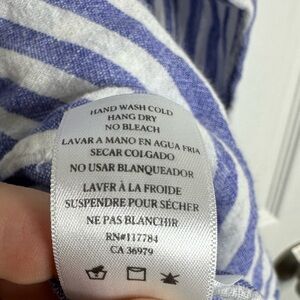 HAND WASH COLD
HANG DRY
NO BLEACH
LAVAR A MANO EN AGUA FRIA
SECAR COLGADO
NO USAR BLANQUEADOR
LAVER À LA FROIDE
SUSPENDRE POUR SÉCHER
NE PAS BLANCHIR
RN#117784
CA 36979